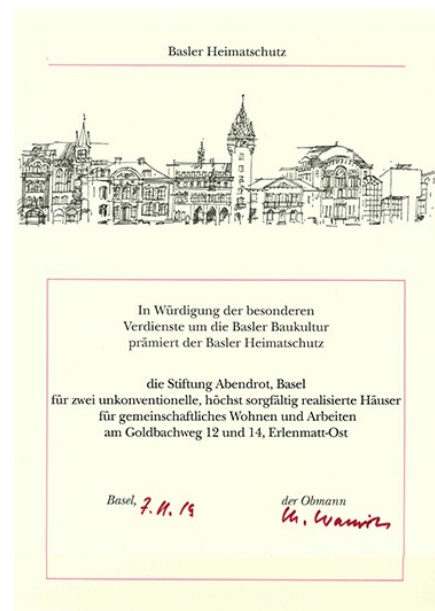 Basler Heimatschutz
In Würdigung der besonderen
Verdienste um die Basler Baukultur
prämiert der Basler Heimatschutz
die Stiftung Abendrot, Basel
für zwei unkonventionelle, höchst sorgfältig realisierte Häuser
für gemeinschaftliches Wohnen und Arbeiten
am Goldbachweg 12 und 14, Erlenmatt-Ost
Basel, 7.11.19
der Obmann